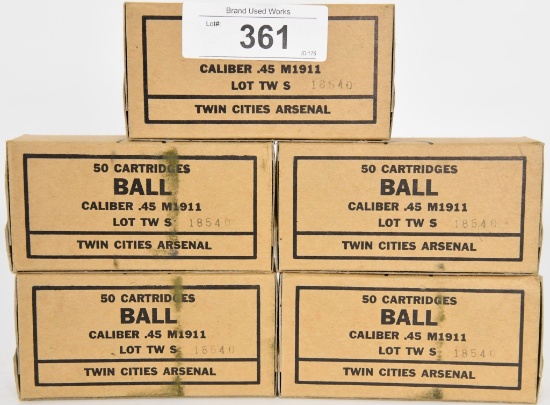 Brand Used Works
Lot#: 361
CALIBER .45 M1911
LOT TW S 18540
TWIN CITIES ARSENAL
50 CARTRIDGES
BALL
CALIBER .45 M1911
LOT TW S 18540
TWIN CITIES ARSENAL
50 CARTRIDGES
BALL
CALIBER .45 M1911
LOT TW S 18540
TWIN CITIES ARSENAL
50 CARTRIDGES
BALL
CALIBER .45 M1911
LOT TW S 18540
TWIN CITIES ARSENAL
50 CARTRIDGES
BALL
CALIBER .45 M1911
LOT TW S 18540
TWIN CITIES ARSENAL